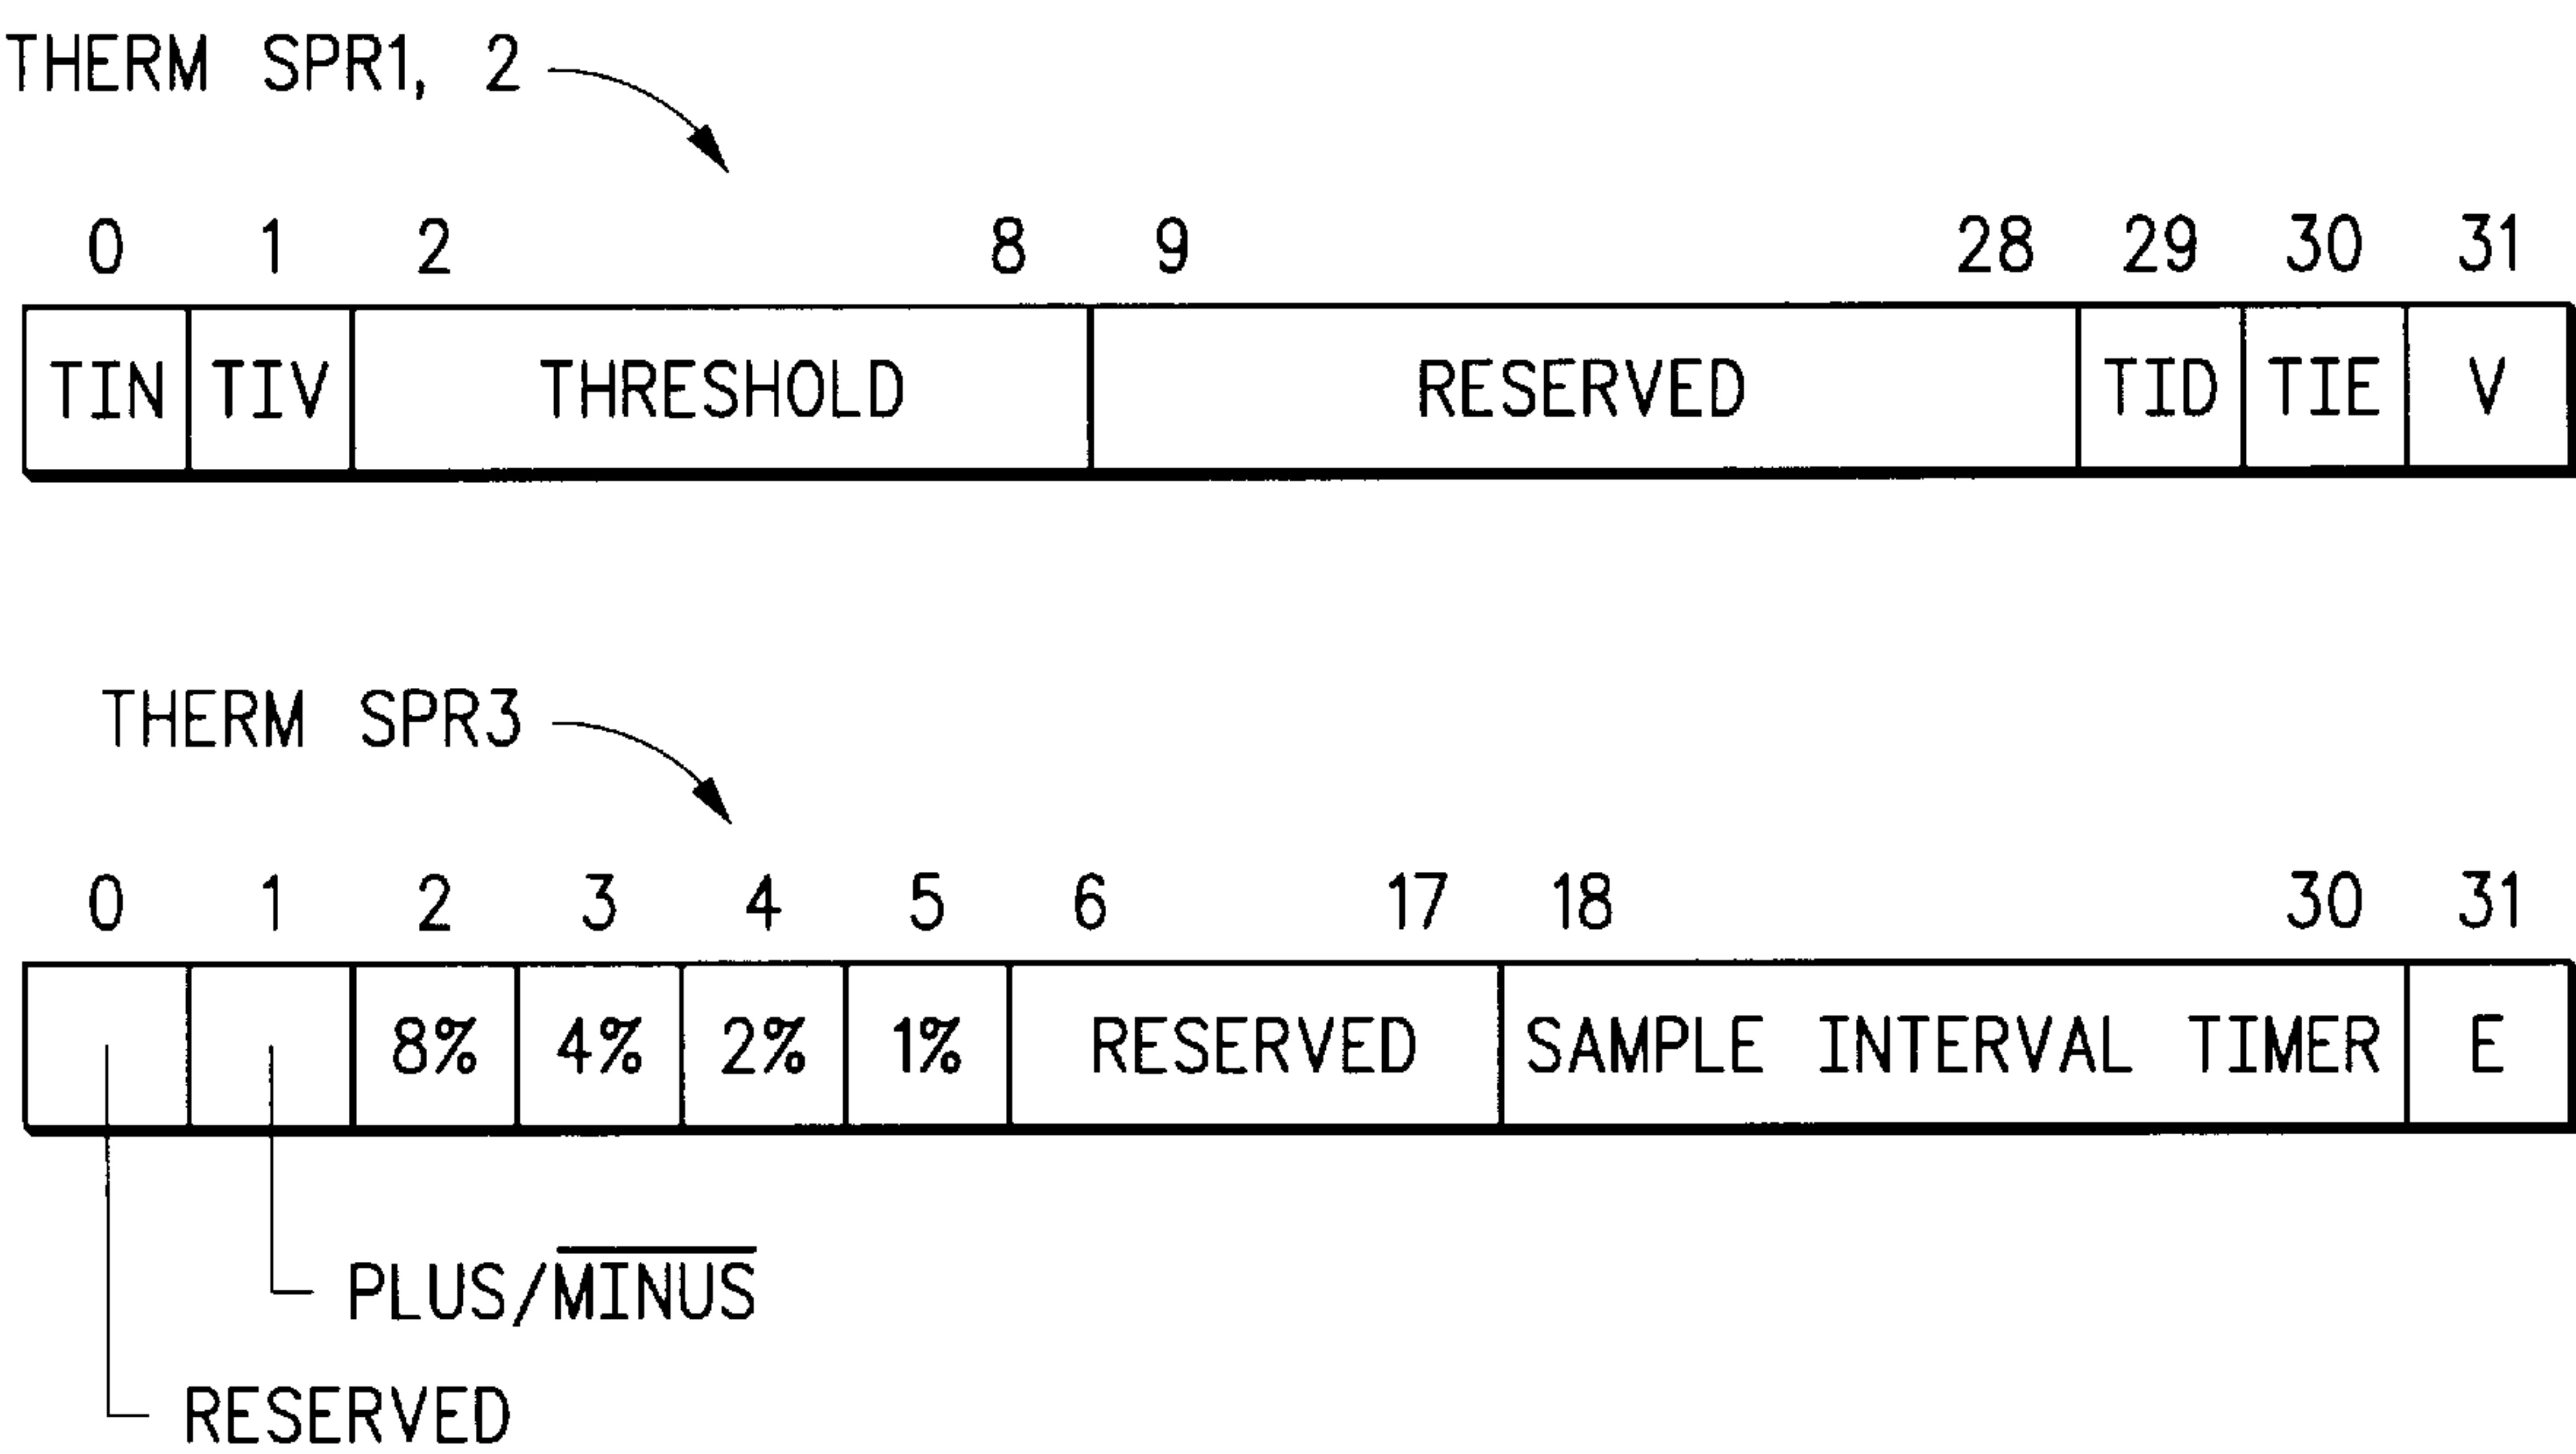 THERM SPR1, 2
0 1 2 8 9 28 29 30 31
TIN TIV THRESHOLD RESERVED TID TIE V
THERM SPR3
0 1 2 3 4 5 6 17 18 30 31
8% 4% 2% 1% RESERVED SAMPLE INTERVAL TIMER E
PLUS/MINUS
RESERVED